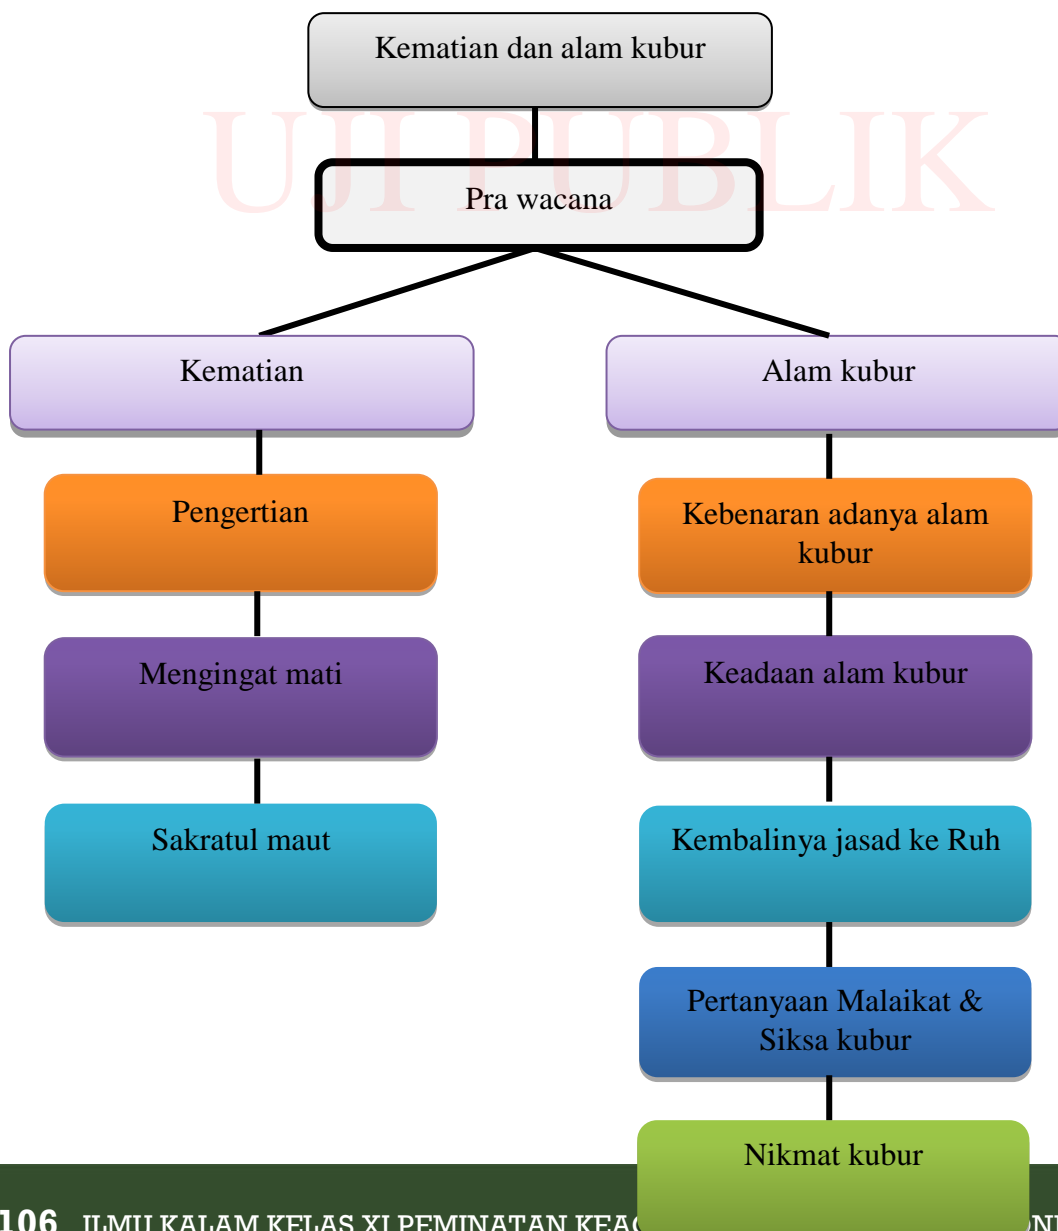 Kematian dan alam kubur
UJI PUBLIK
Pra wacana
Kematian
Pengertian
Mengingat mati
Sakratul maut
Alam kubur
Kebenaran adanya alam
kubur
Keadaan alam kubur
Kembalinya jasad ke Ruh
Pertanyaan Malaikat &
Siksa kubur
Nikmat kubur
106 ILMU KALAM KELAS XI PEMINATAN